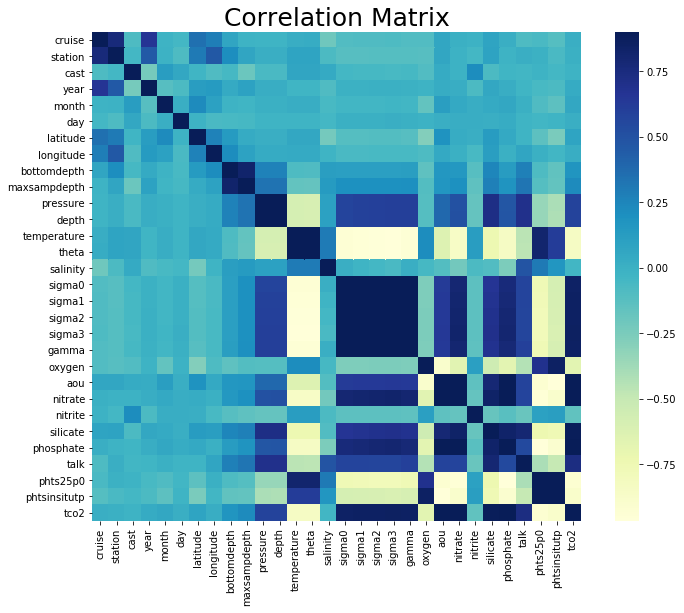 Correlation Matrix
cruise
station
cast
year
month
day
latitude
longitude
bottomdepth
maxsampdepth
pressure
depth
temperature
theta
salinity
sigma0
sigma1
sigma2
sigma3
gamma
oxygen
aou
nitrate
nitrite
silicate
phosphate
talk
phts25p0
phtsinsitutp
tco2
cruise
station
cast
year
month
day
latitude
longitude
bottomdepth
maxsampdepth
pressure
depth
temperature
theta
salinity
sigma0
sigma1
sigma2
sigma3
gamma
oxygen
aou
nitrate
nitrite
silicate
phosphate
talk
phts25p0
phtsinsitutp
tco2
0.75
0.50
0.25
0.00
−0.25
−0.50
−0.75